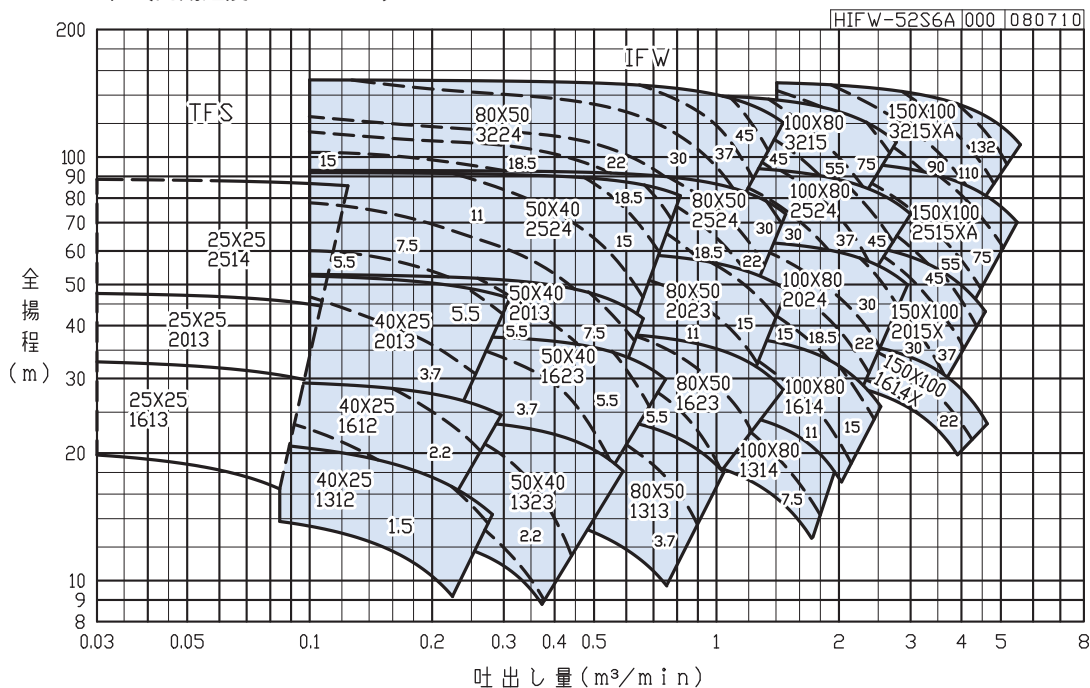 HIFW-52S6A 000 080710
200
100
90
80
70
60
50
40
30
20
10
9
8
全揚程
(m)
0.03
0.05
0.1
0.2
0.3
0.4
0.5
1
2
3
4
5
8
吐出し量(m³/min)
TFS
IFW
25X25
2514
25X25
2013
25X25
1613
80X50
3224
15
18.5
22
30
37
45
100X80
3215
45
55
75
150X100
3215XA
90
110
132
50X40
2524
5.5
7.5
11
15
18.5
80X50
2524
18.5
22
30
100X80
2524
30
37
45
150X100
2515XA
45
55
75
40X25
2013
3.7
5.5
50X40
2013
5.5
7.5
80X50
2023
11
15
100X80
2024
15
18.5
22
30
150X100
2015X
30
37
40X25
1612
2.2
50X40
1623
3.7
5.5
80X50
1623
5.5
100X80
1614
11
15
150X100
1614X
22
40X25
1312
1.5
50X40
1323
2.2
80X50
1313
3.7
100X80
1314
7.5